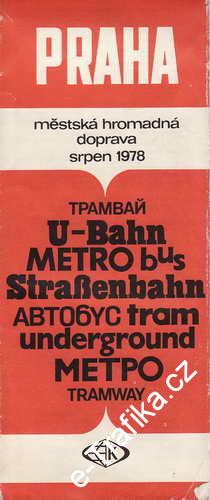 PRAHA
městská hromadná
doprava
srpen 1978
ТРАМВАЙ
U-Bahn
METRO bus
Straßenbahn
АВТОБУС tram
underground
МЕТРО
TRAMWAY
e-grafika.cz